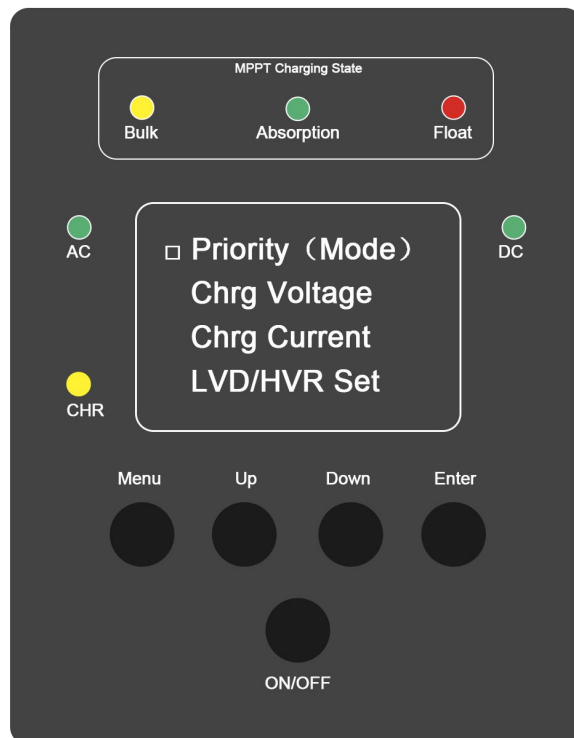 MPPT Charging State
Bulk Absorption Float
AC DC
□ Priority（Mode）
Chrg Voltage
Chrg Current
LVD/HVR Set
CHR
Menu Up Down Enter
ON/OFF